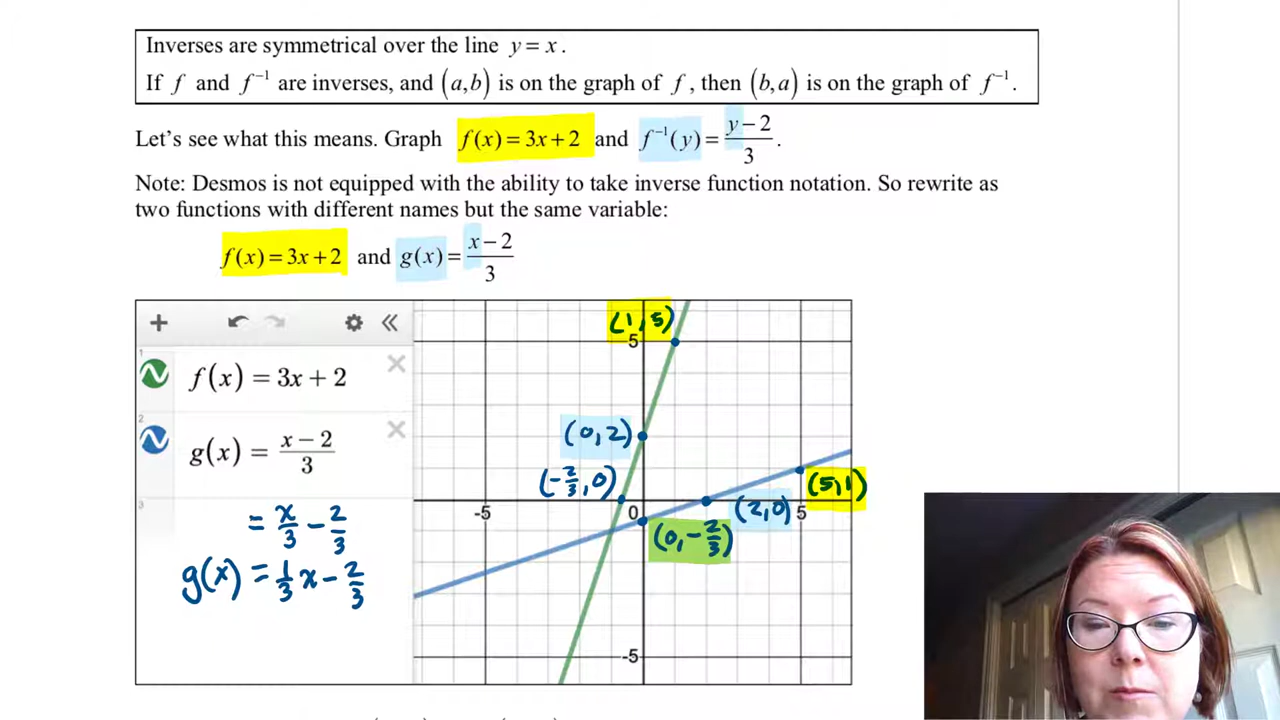 Inverses are symmetrical over the line y = x.
If f and f⁻¹ are inverses, and (a,b) is on the graph of f, then (b,a) is on the graph of f⁻¹.
Let's see what this means. Graph f(x) = 3x + 2 and f⁻¹(y) = (y − 2)/3.
Note: Desmos is not equipped with the ability to take inverse function notation. So rewrite as
two functions with different names but the same variable:
f(x) = 3x + 2 and g(x) = (x − 2)/3
+ «
1
f(x) = 3x + 2 ×
2
g(x) = (x − 2)/3 ×
3
= x/3 − 2/3
g(x) = 1/3 x − 2/3
(1, 5)
5
(0, 2)
(−2/3, 0)
(5, 1)
-5
0
(2, 0)
5
(0, −2/3)
-5